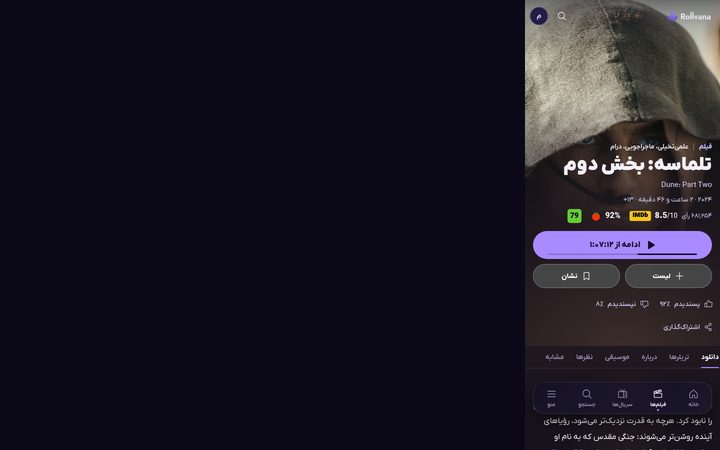 Rollvana
م
فیلم | علمی‌تخیلی، ماجراجویی، درام
تلماسه: بخش دوم
Dune: Part Two
۲۰۲۴ · ۲ ساعت و ۴۶ دقیقه · ۱۳+
۶۸۱٬۲۵۴ رأی 8.5/10 IMDb 92% 79
ادامه از ۱:۰۷:۱۲
لیست
نشان
پسندیدم ۹۲٪
نپسندیدم ۸٪
اشتراک‌گذاری
دانلود تریلرها درباره موسیقی نظرها مشابه
خانه فیلم‌ها سریال‌ها جستجو منو
را نابود کرد. هرچه به قدرت نزدیک‌تر می‌شود، رؤیاهای
آینده روشن‌تر می‌شوند: جنگی مقدس که به نام او